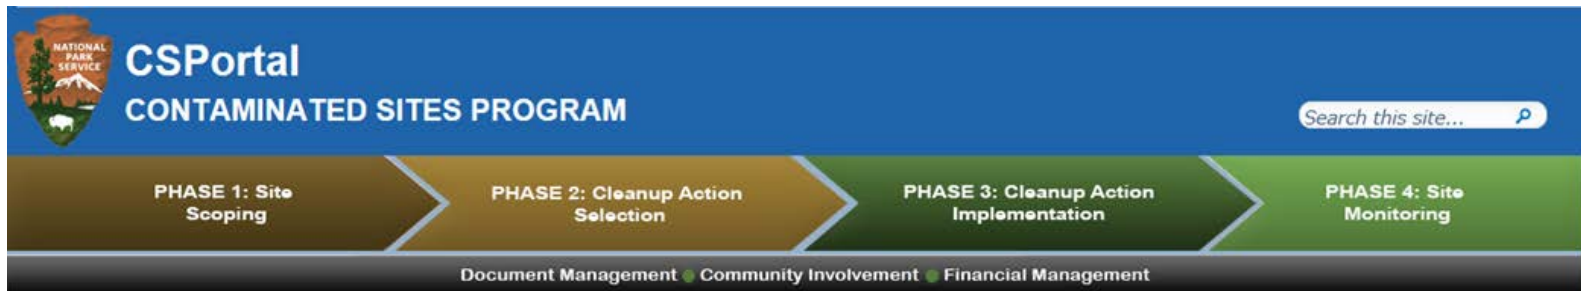 NATIONAL
PARK
SERVICE
CSPortal
CONTAMINATED SITES PROGRAM
Search this site...
PHASE 1: Site
Scoping
PHASE 2: Cleanup Action
Selection
PHASE 3: Cleanup Action
Implementation
PHASE 4: Site
Monitoring
Document Management ● Community Involvement ● Financial Management